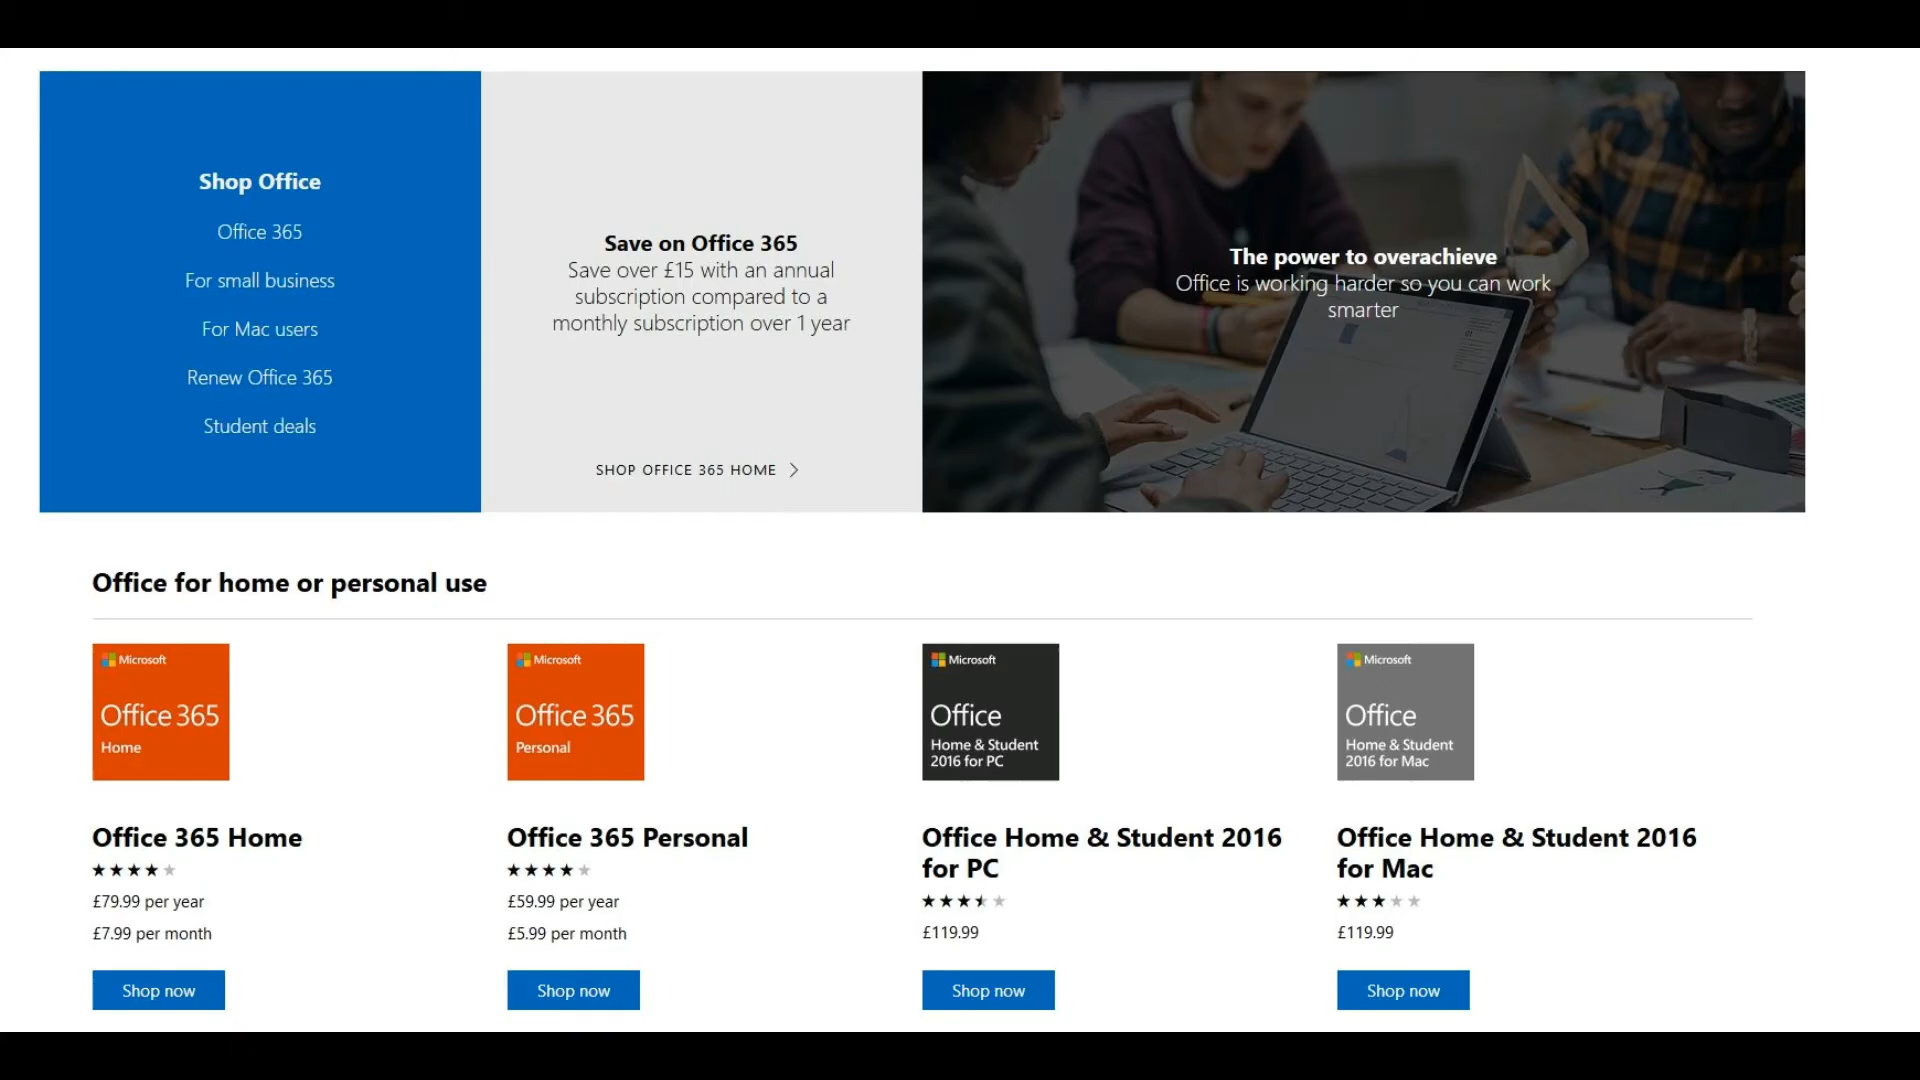 Shop Office
Office 365
For small business
For Mac users
Renew Office 365
Student deals
Save on Office 365
Save over £15 with an annual
subscription compared to a
monthly subscription over 1 year
SHOP OFFICE 365 HOME
The power to overachieve
Office is working harder so you can work
smarter
Office for home or personal use
Microsoft
Office 365
Home
Office 365 Home
£79.99 per year
£7.99 per month
Shop now
Microsoft
Office 365
Personal
Office 365 Personal
£59.99 per year
£5.99 per month
Shop now
Microsoft
Office
Home & Student
2016 for PC
Office Home & Student 2016
for PC
£119.99
Shop now
Microsoft
Office
Home & Student
2016 for Mac
Office Home & Student 2016
for Mac
£119.99
Shop now